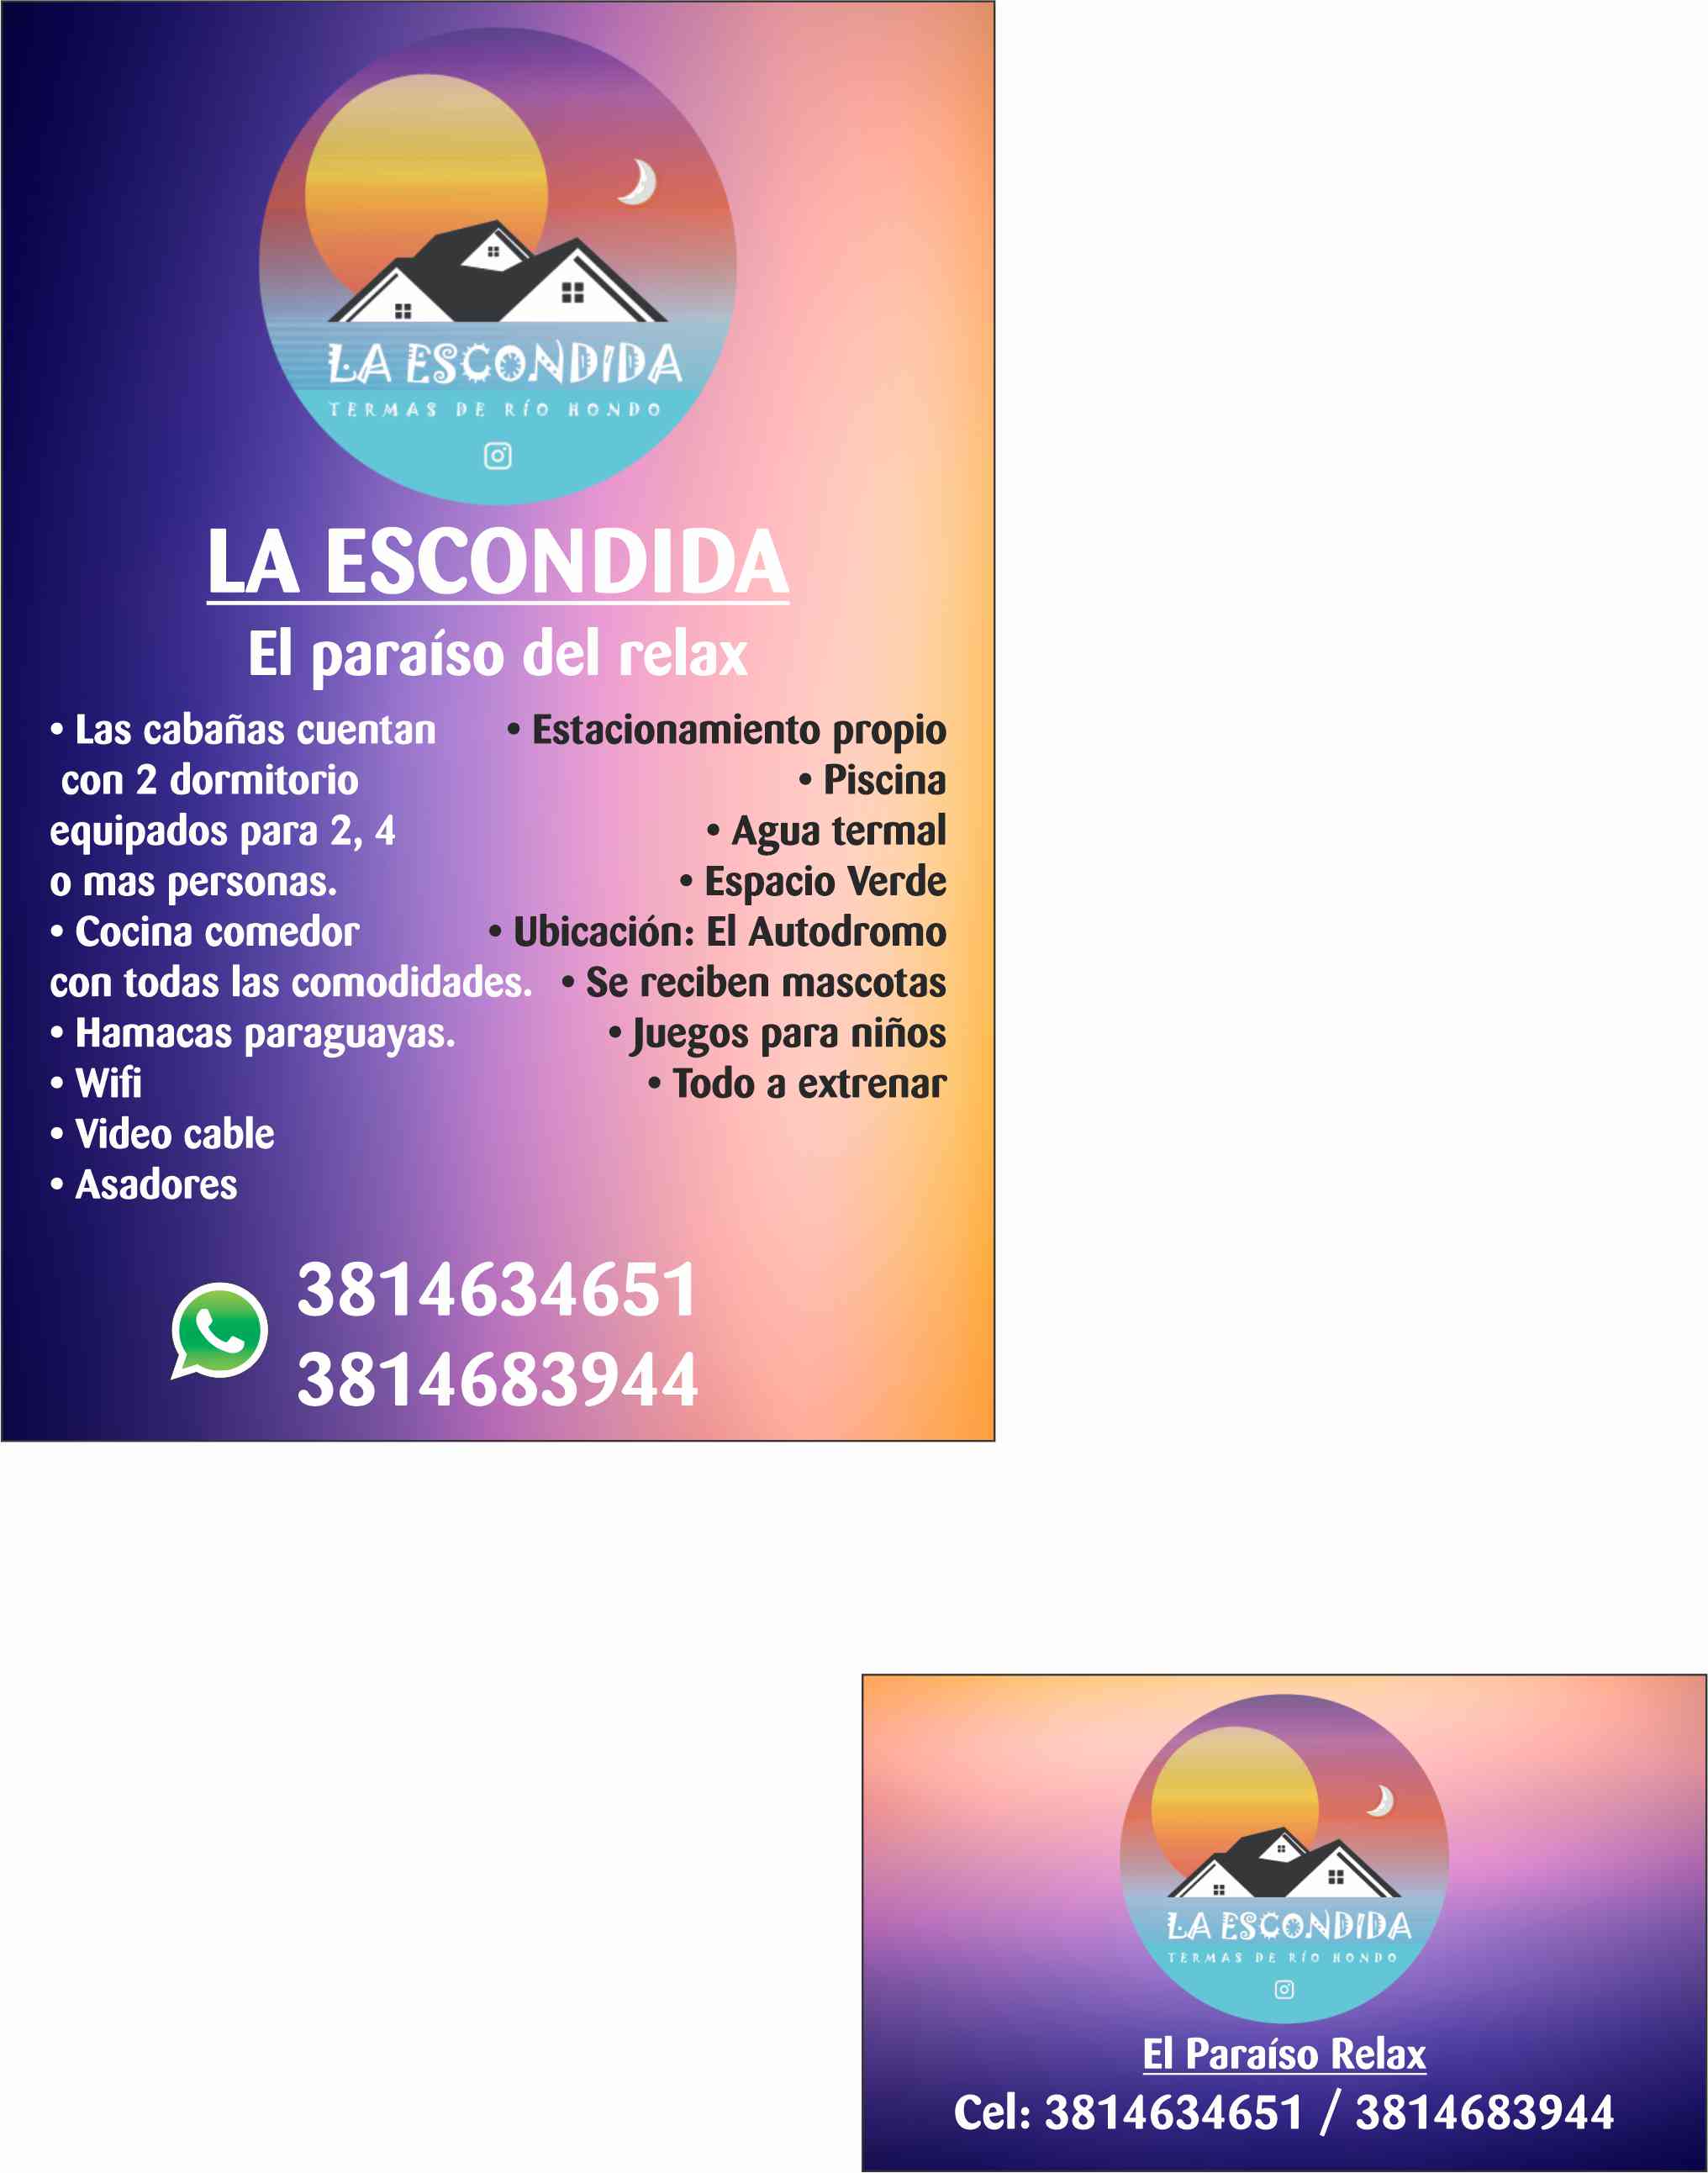 LA ESCONDIDA
TERMAS DE RÍO HONDO
LA ESCONDIDA
El paraíso del relax
• Las cabañas cuentan
con 2 dormitorio
equipados para 2, 4
o mas personas.
• Cocina comedor
con todas las comodidades.
• Hamacas paraguayas.
• Wifi
• Video cable
• Asadores
• Estacionamiento propio
• Piscina
• Agua termal
• Espacio Verde
• Ubicación: El Autodromo
• Se reciben mascotas
• Juegos para niños
• Todo a extrenar
3814634651
3814683944
LA ESCONDIDA
TERMAS DE RÍO HONDO
El Paraíso Relax
Cel: 3814634651 / 3814683944